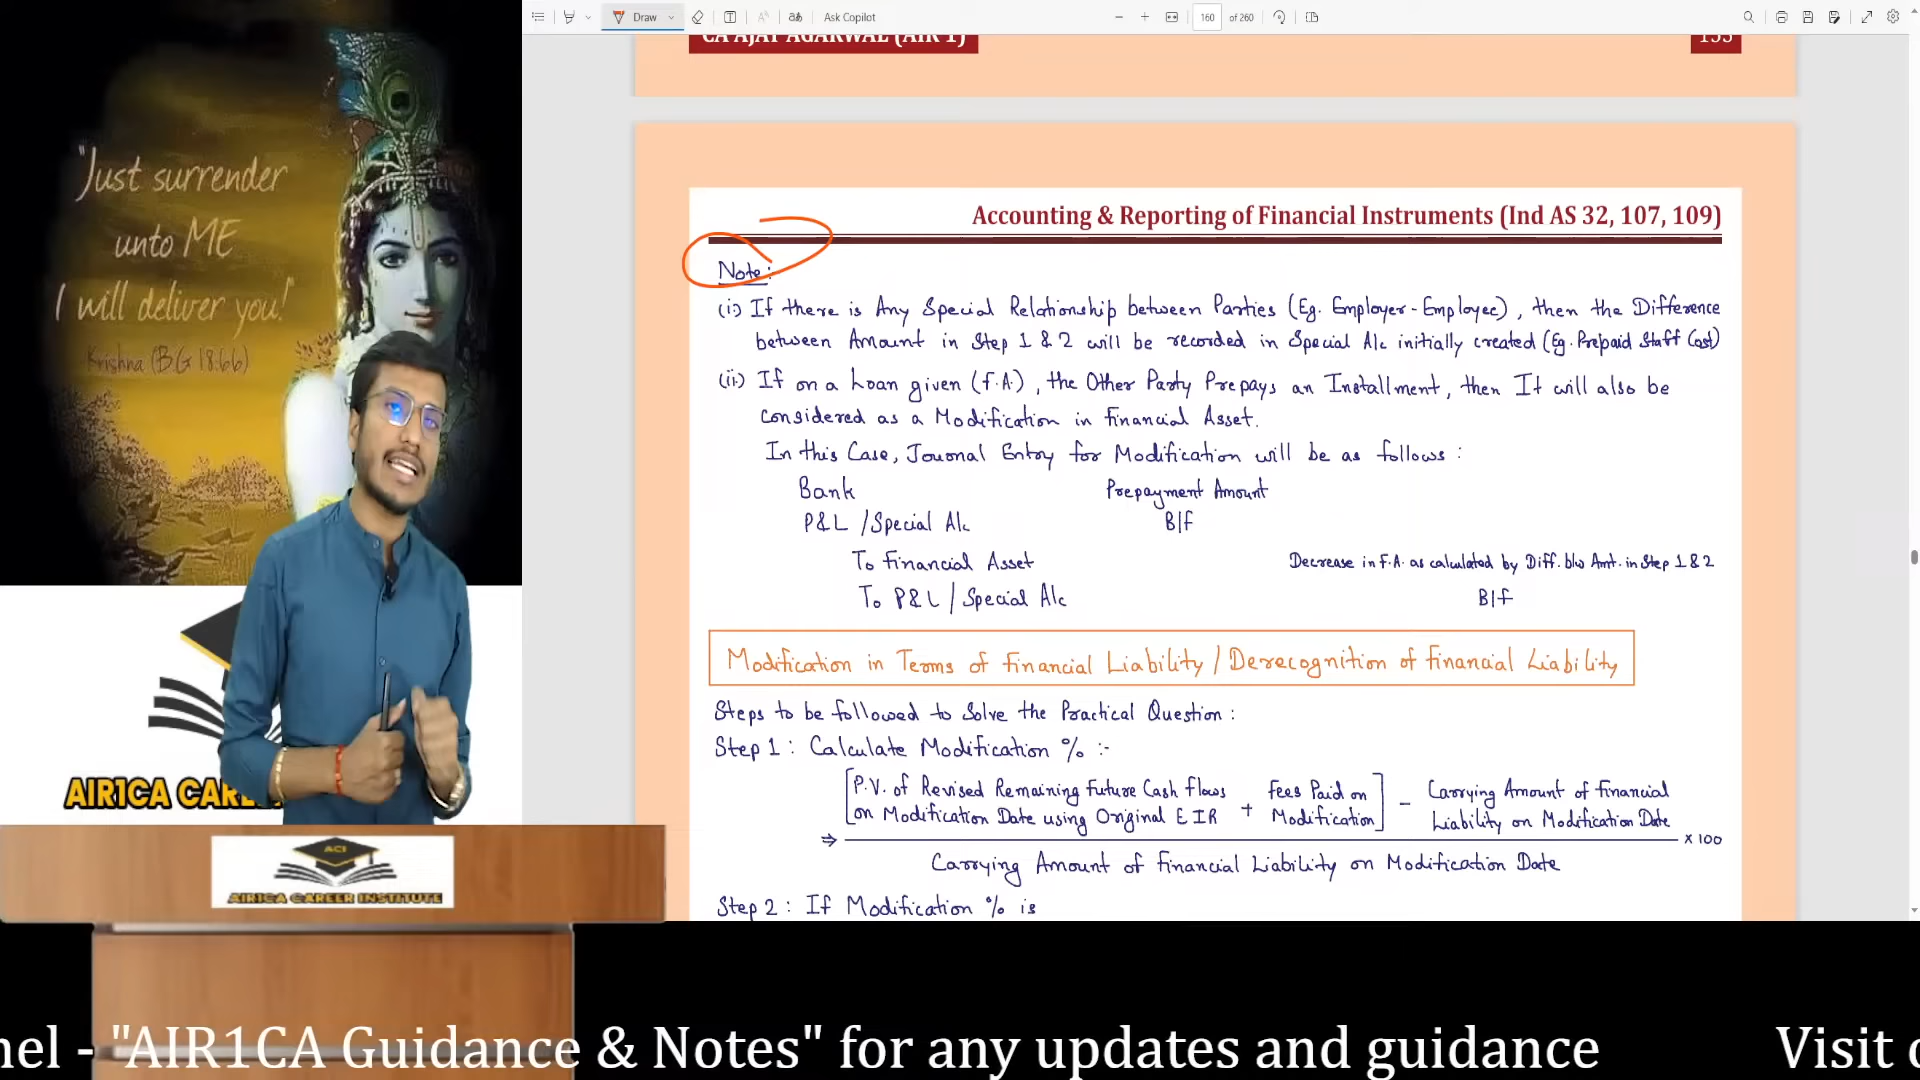 Draw
Ask Copilot
160 of 260
CA AJAY AGARWAL (AIR 1)
155
"Just surrender
unto ME
I will deliver you!"
Krishna (B.G 18.66)
Accounting & Reporting of Financial Instruments (Ind AS 32, 107, 109)
Note:
(i) If there is Any Special Relationship between Parties (Eg. Employer-Employee), then the Difference
between Amount in Step 1 & 2 will be recorded in Special A/c initially created (Eg. Prepaid Staff Cost)
(ii) If on a Loan given (F.A.), the Other Party Prepays an Installment, then It will also be
considered as a Modification in Financial Asset.
In this Case, Journal Entry for Modification will be as follows :
Bank Prepayment Amount
P&L / Special A/c B/f
To Financial Asset Decrease in F.A. as calculated by Diff. b/w Amt. in Step 1 & 2
To P&L / Special A/c B/f
Modification in Terms of Financial Liability / Derecognition of Financial Liability
Steps to be followed to Solve the Practical Question :
Step 1 : Calculate Modification % :-
[P.V. of Revised Remaining Future Cash Flows on Modification Date using Original EIR + Fees Paid on Modification] - Carrying Amount of Financial Liability on Modification Date
⇒ × 100
Carrying Amount of Financial Liability on Modification Date
Step 2 : If Modification % is
AIR1CA CAREE
ACI
AIR1CA CAREER INSTITUTE
nel - "AIR1CA Guidance & Notes" for any updates and guidance Visit